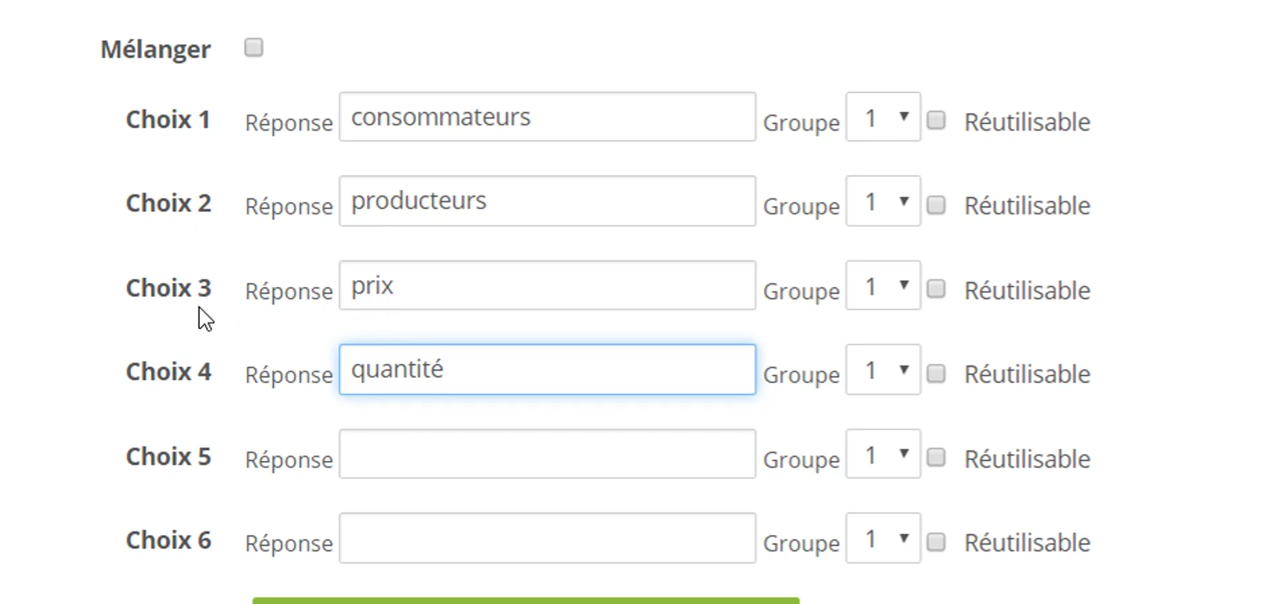 Mélanger
Choix 1 Réponse consommateurs Groupe 1 Réutilisable
Choix 2 Réponse producteurs Groupe 1 Réutilisable
Choix 3 Réponse prix Groupe 1 Réutilisable
Choix 4 Réponse quantité Groupe 1 Réutilisable
Choix 5 Réponse Groupe 1 Réutilisable
Choix 6 Réponse Groupe 1 Réutilisable